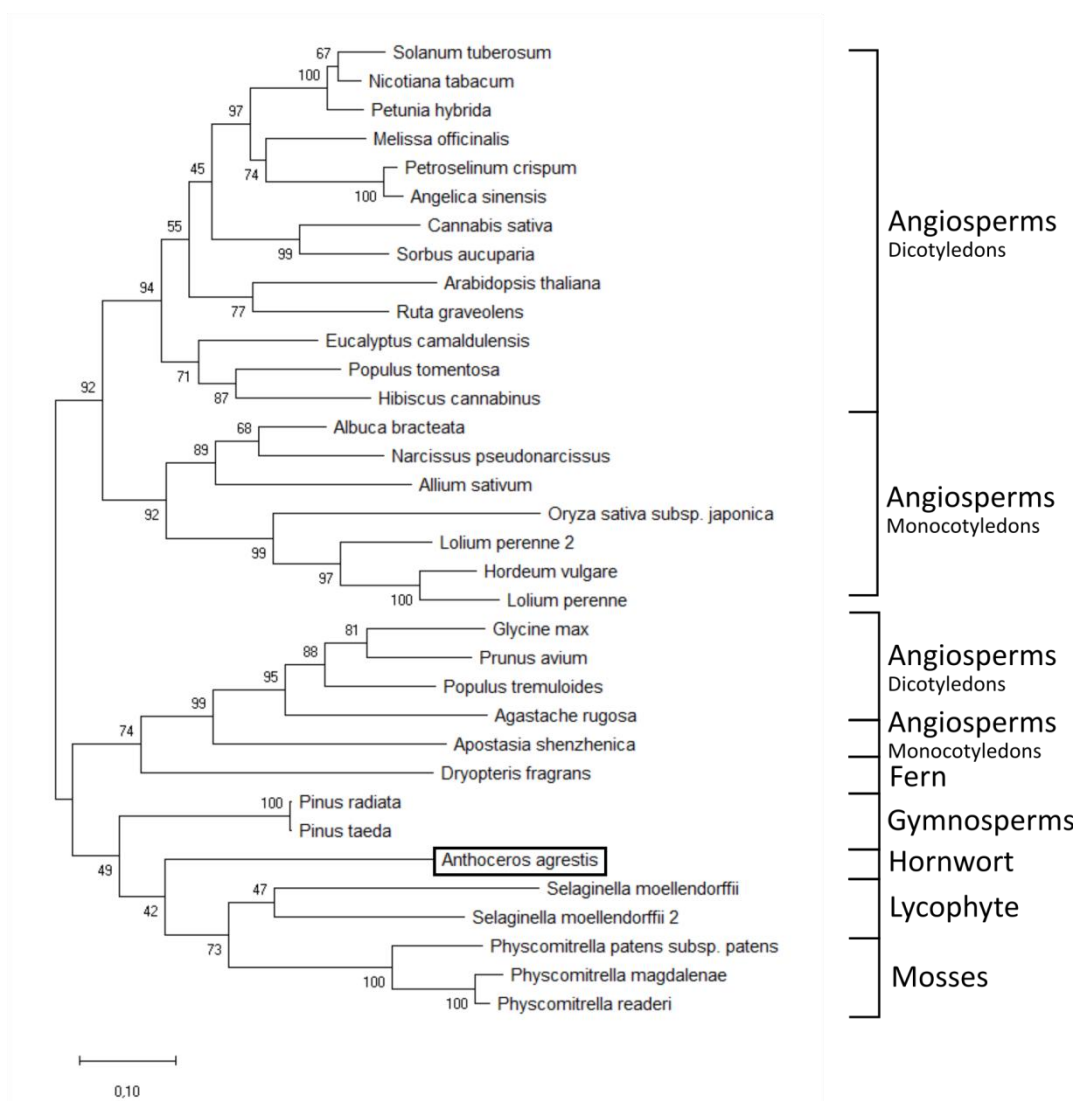 67
Solanum tuberosum
100
Nicotiana tabacum
97
Petunia hybrida
Melissa officinalis
45
74
Petroselinum crispum
100
Angelica sinensis
55
Cannabis sativa
99
Sorbus aucuparia
94
Arabidopsis thaliana
77
Ruta graveolens
Eucalyptus camaldulensis
71
Populus tomentosa
92
87
Hibiscus cannabinus
68
Albuca bracteata
89
Narcissus pseudonarcissus
Allium sativum
92
Oryza sativa subsp. japonica
99
Lolium perenne 2
97
Hordeum vulgare
100
Lolium perenne
81
Glycine max
88
Prunus avium
95
Populus tremuloides
99
Agastache rugosa
74
Apostasia shenzhenica
Dryopteris fragrans
100
Pinus radiata
Pinus taeda
49
Anthoceros agrestis
47
Selaginella moellendorffii
42
Selaginella moellendorffii 2
73
Physcomitrella patens subsp. patens
100
Physcomitrella magdalenae
100
Physcomitrella readeri
0,10
Angiosperms
Dicotyledons
Angiosperms
Monocotyledons
Angiosperms
Dicotyledons
Angiosperms
Monocotyledons
Fern
Gymnosperms
Hornwort
Lycophyte
Mosses